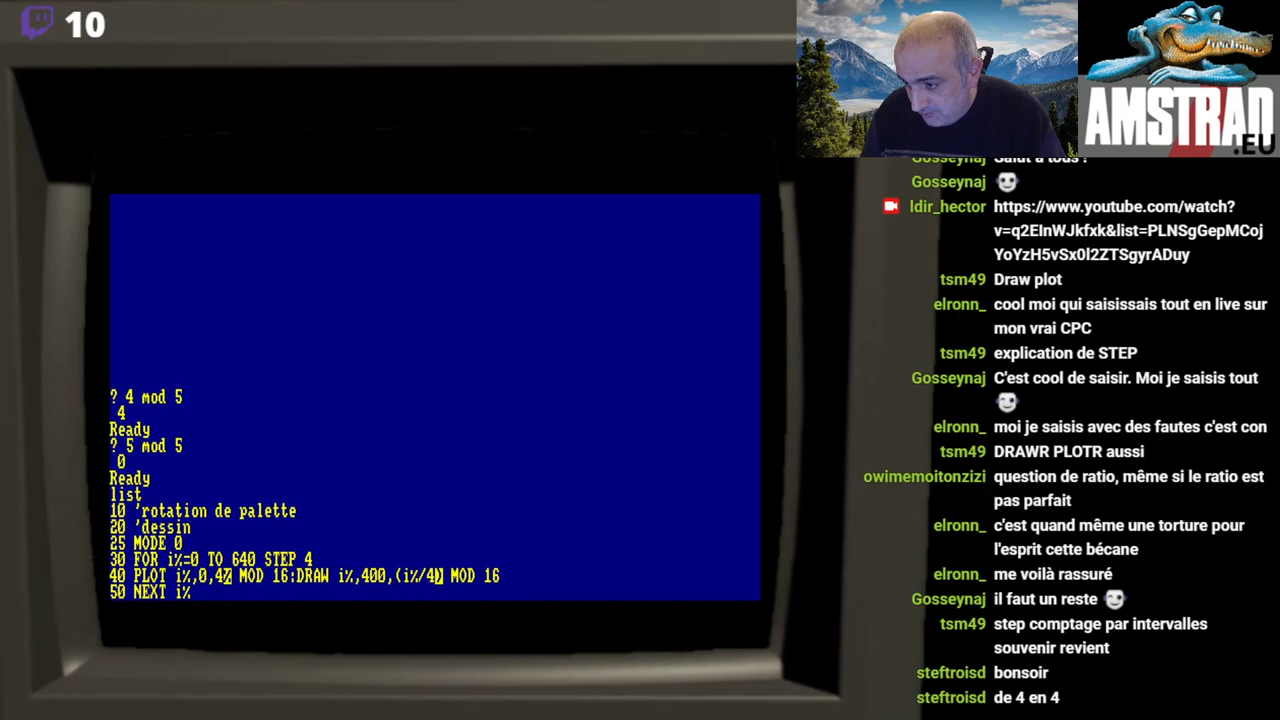 10
AMSTRAD
.EU
Gosseynaj Salut à tous !
Gosseynaj
ldir_hector https://www.youtube.com/watch?
v=q2EInWJkfxk&list=PLNSgGepMCoj
YoYzH5vSx0l2ZTSgyrADuy
tsm49 Draw plot
elronn_ cool moi qui saisissais tout en live sur
mon vrai CPC
tsm49 explication de STEP
Gosseynaj C'est cool de saisir. Moi je saisis tout
elronn_ moi je saisis avec des fautes c'est con
tsm49 DRAWR PLOTR aussi
owimemoitonzizi question de ratio, même si le ratio est
pas parfait
elronn_ c'est quand même une torture pour
l'esprit cette bécane
elronn_ me voilà rassuré
Gosseynaj il faut un reste
tsm49 step comptage par intervalles
souvenir revient
steftroisd bonsoir
steftroisd de 4 en 4
? 4 mod 5
4
Ready
? 5 mod 5
0
Ready
list
10 'rotation de palette
20 'dessin
25 MODE 0
30 FOR i%=0 TO 640 STEP 4
40 PLOT i%,0,4% MOD 16:DRAW i%,400,(i%/4) MOD 16
50 NEXT i%